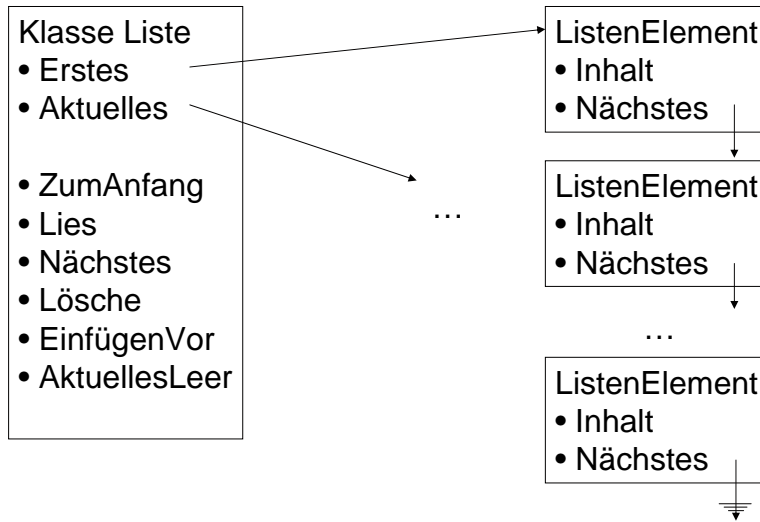 Klasse Liste
• Erstes
• Aktuelles
• ZumAnfang
• Lies
• Nächstes
• Lösche
• EinfügenVor
• AktuellesLeer
…
ListenElement
• Inhalt
• Nächstes
ListenElement
• Inhalt
• Nächstes
…
ListenElement
• Inhalt
• Nächstes